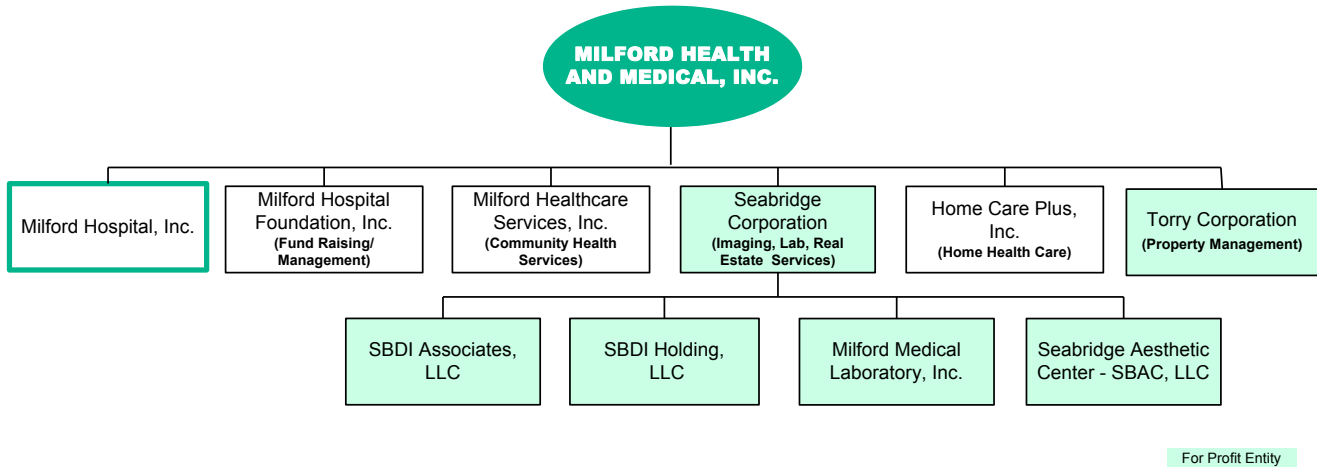 MILFORD HEALTH
AND MEDICAL, INC.
Milford Hospital, Inc.
Milford Hospital
Foundation, Inc.
(Fund Raising/
Management)
Milford Healthcare
Services, Inc.
(Community Health
Services)
Seabridge
Corporation
(Imaging, Lab, Real
Estate Services)
Home Care Plus,
Inc.
(Home Health Care)
Torry Corporation
(Property Management)
SBDI Associates,
LLC
SBDI Holding,
LLC
Milford Medical
Laboratory, Inc.
Seabridge Aesthetic
Center - SBAC, LLC
For Profit Entity